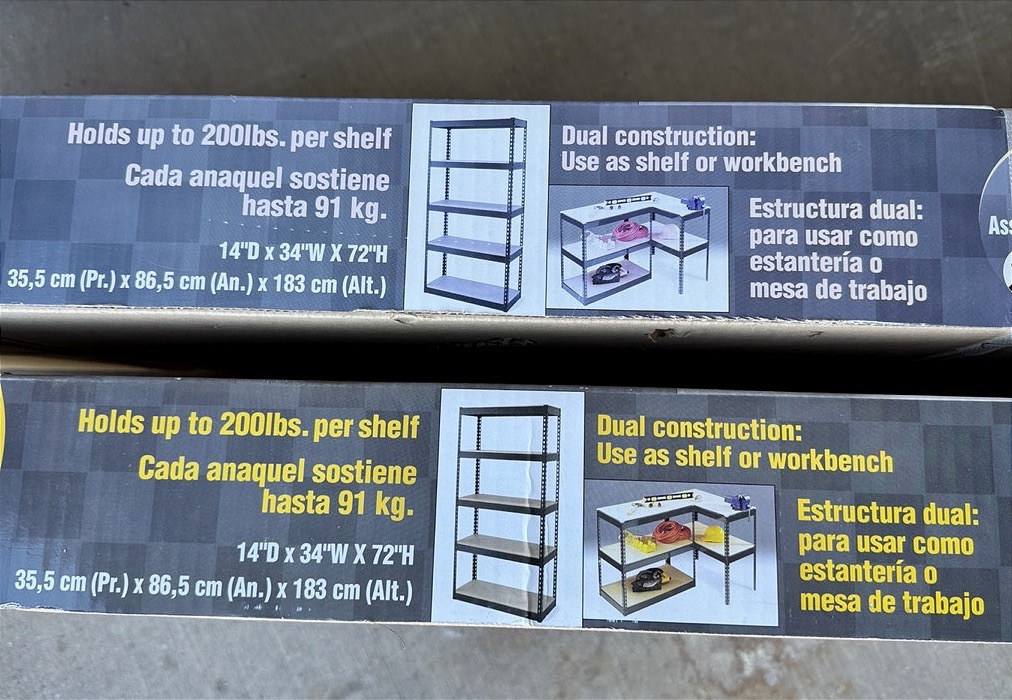 Holds up to 200lbs. per shelf
Cada anaquel sostiene
hasta 91 kg.
14"D x 34"W X 72"H
35,5 cm (Pr.) x 86,5 cm (An.) x 183 cm (Alt.)
Dual construction:
Use as shelf or workbench
Estructura dual:
para usar como
estantería o
mesa de trabajo
Holds up to 200lbs. per shelf
Cada anaquel sostiene
hasta 91 kg.
14"D x 34"W X 72"H
35,5 cm (Pr.) x 86,5 cm (An.) x 183 cm (Alt.)
Dual construction:
Use as shelf or workbench
Estructura dual:
para usar como
estantería o
mesa de trabajo